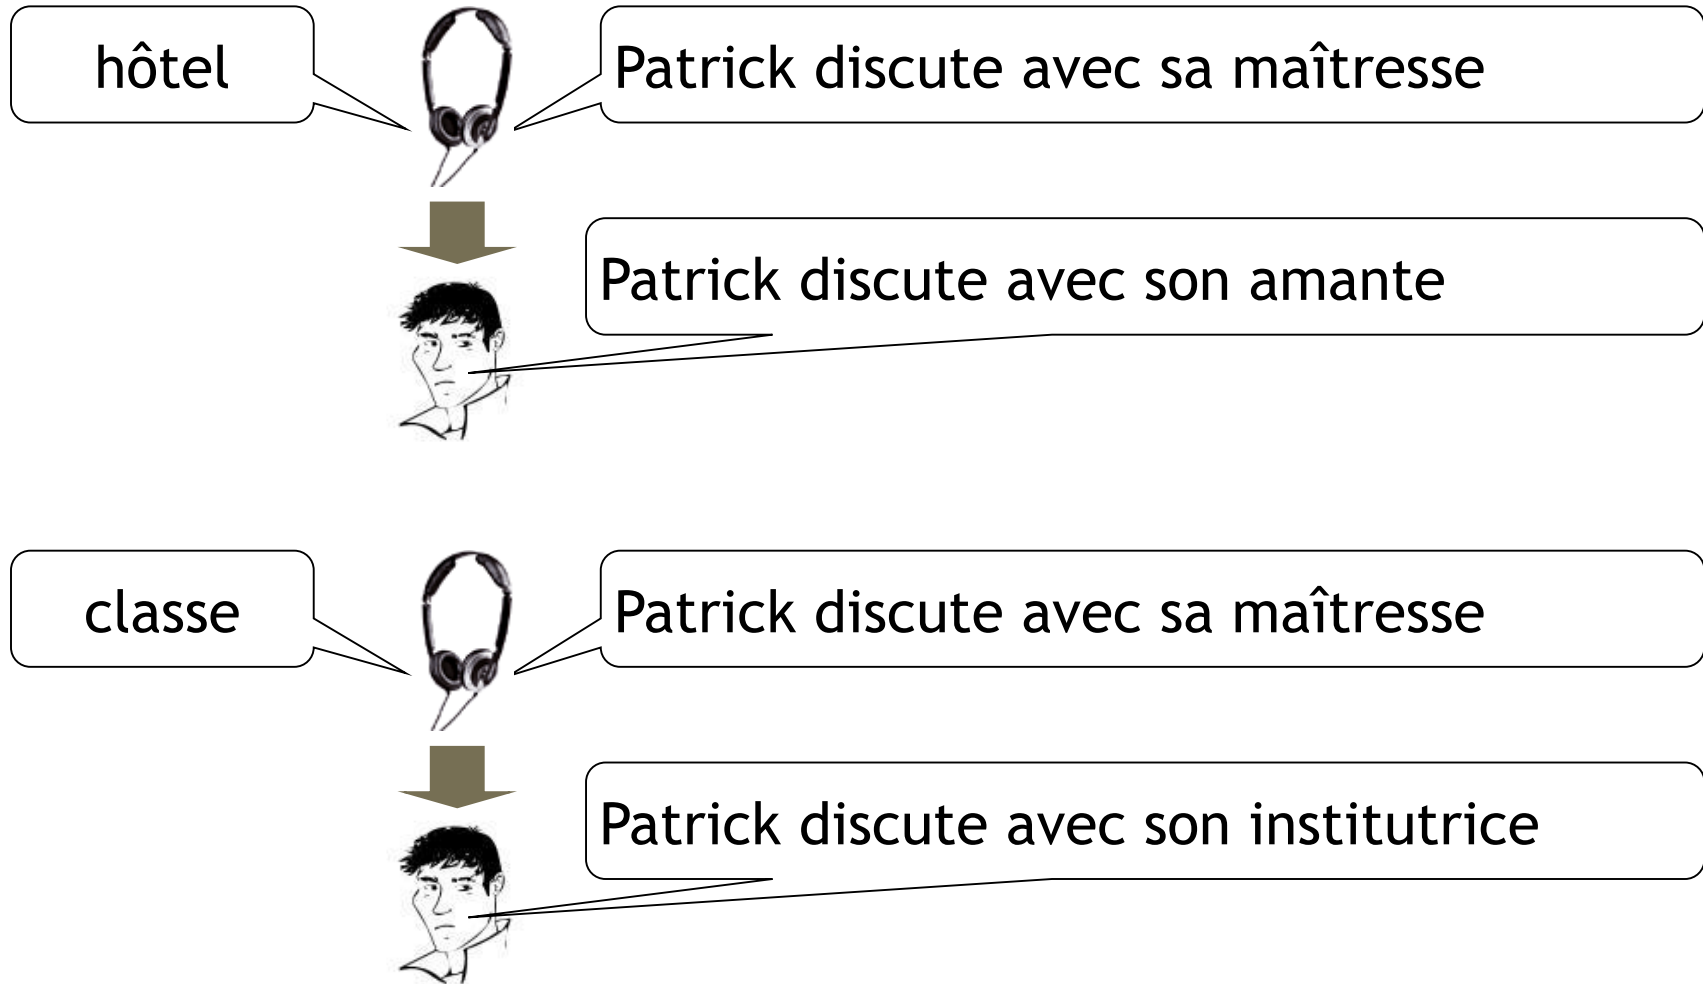 hôtel
Patrick discute avec sa maîtresse
Patrick discute avec son amante
classe
Patrick discute avec sa maîtresse
Patrick discute avec son institutrice